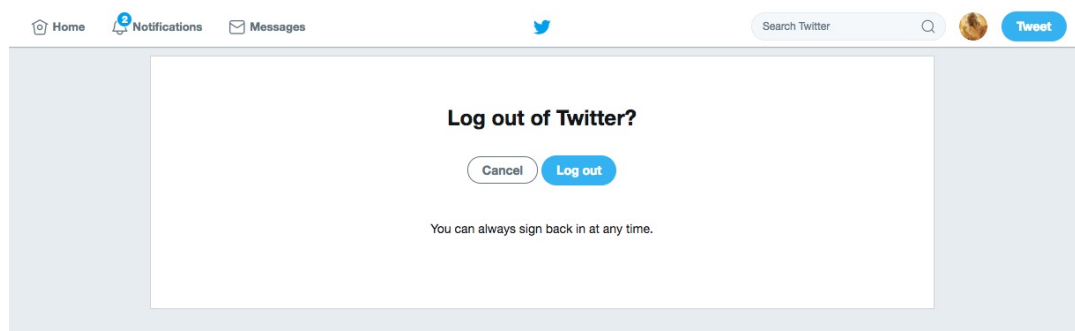 Home 2 Notifications Messages Search Twitter Tweet
Log out of Twitter?
Cancel Log out
You can always sign back in at any time.